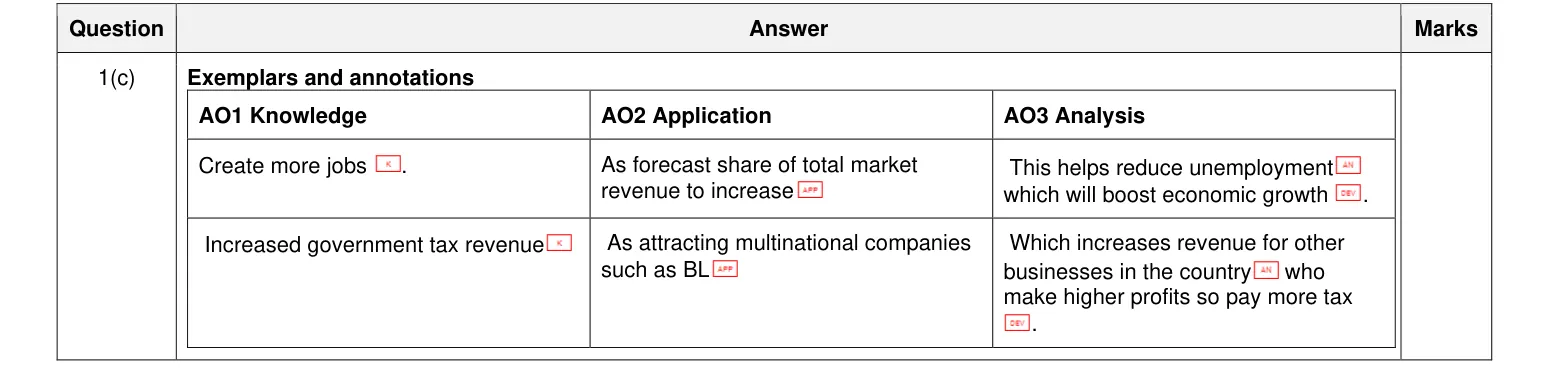 Question Answer Marks
1(c) Exemplars and annotations
AO1 Knowledge AO2 Application AO3 Analysis
Create more jobs K . As forecast share of total market This helps reduce unemployment AN
revenue to increase APP which will boost economic growth DEV .
Increased government tax revenue K As attracting multinational companies Which increases revenue for other
such as BL APP businesses in the country AN who
make higher profits so pay more tax
DEV .